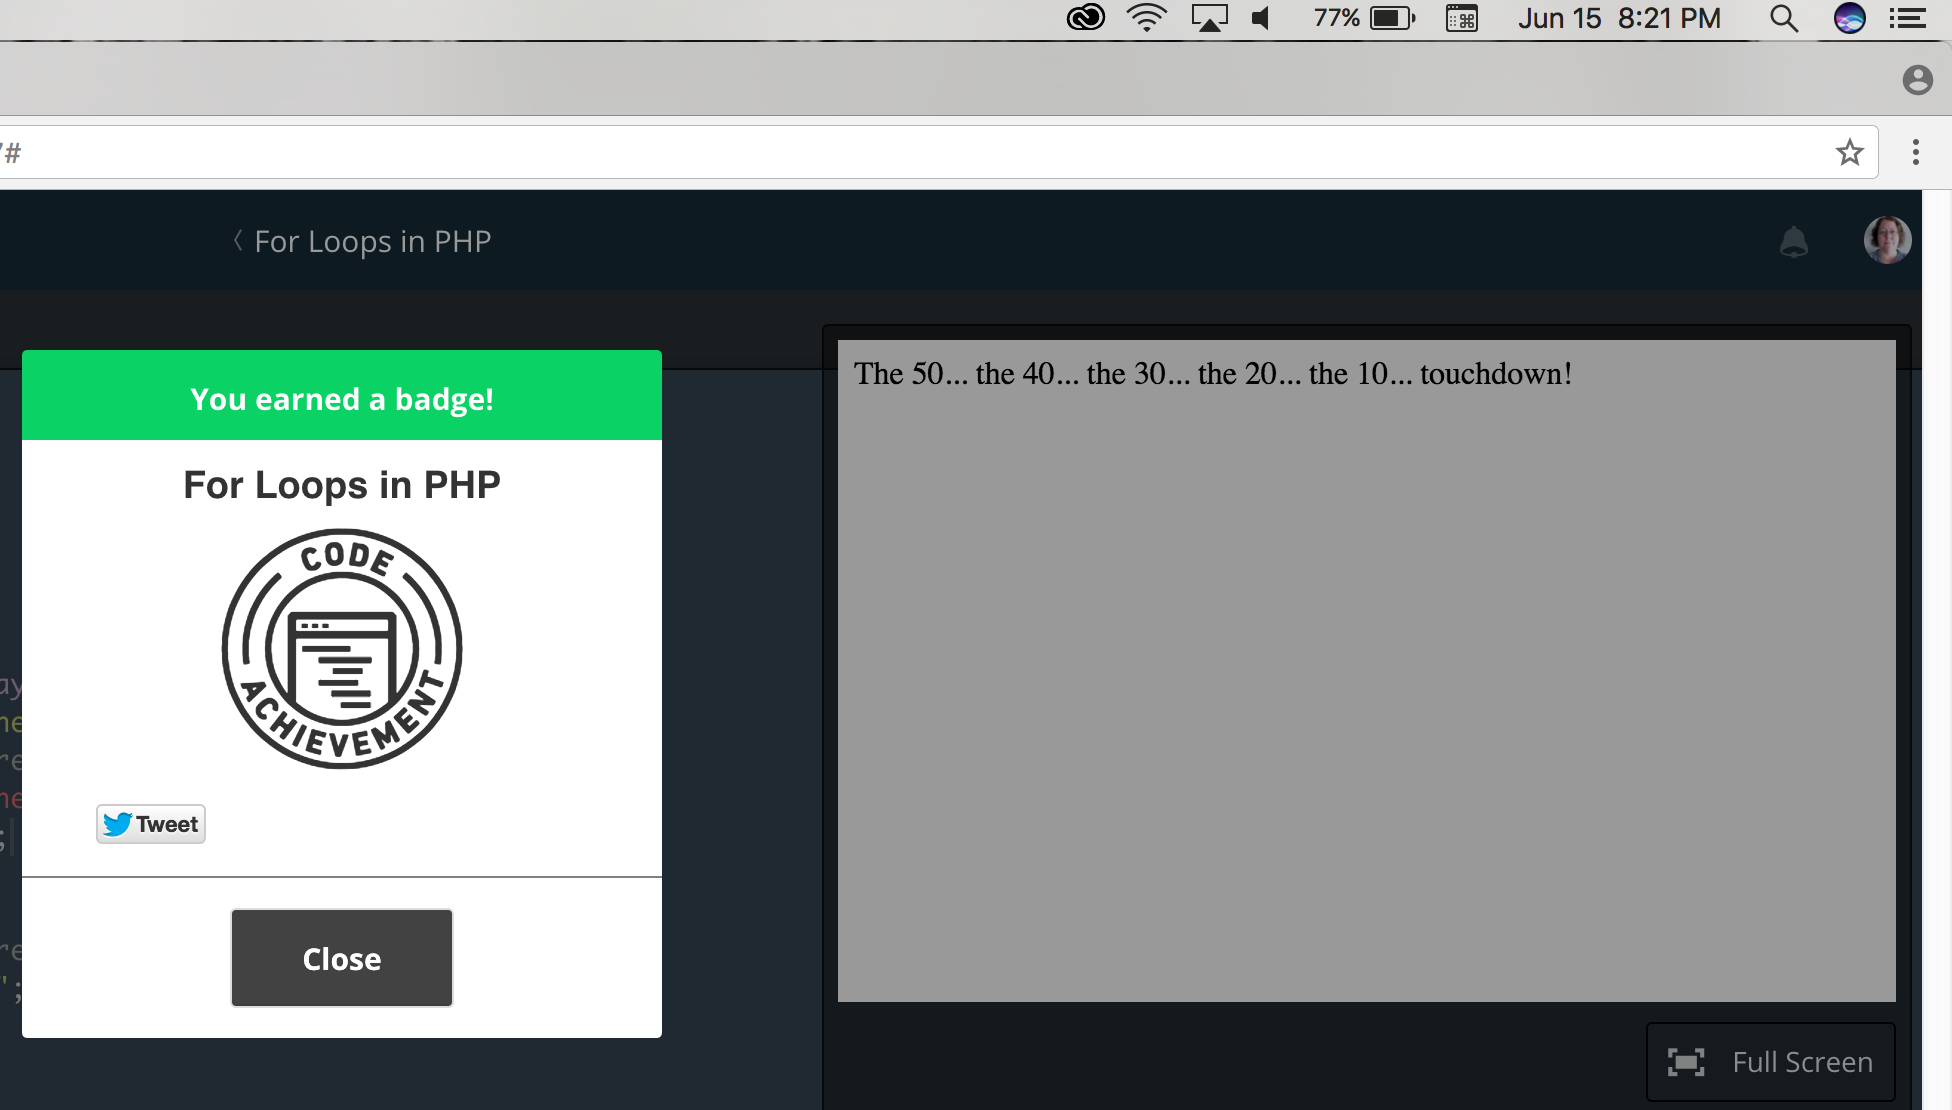 77%
Jun 15 8:21 PM
/#
For Loops in PHP
You earned a badge!
For Loops in PHP
CODE
ACHIEVEMENT
Tweet
Close
The 50... the 40... the 30... the 20... the 10... touchdown!
Full Screen